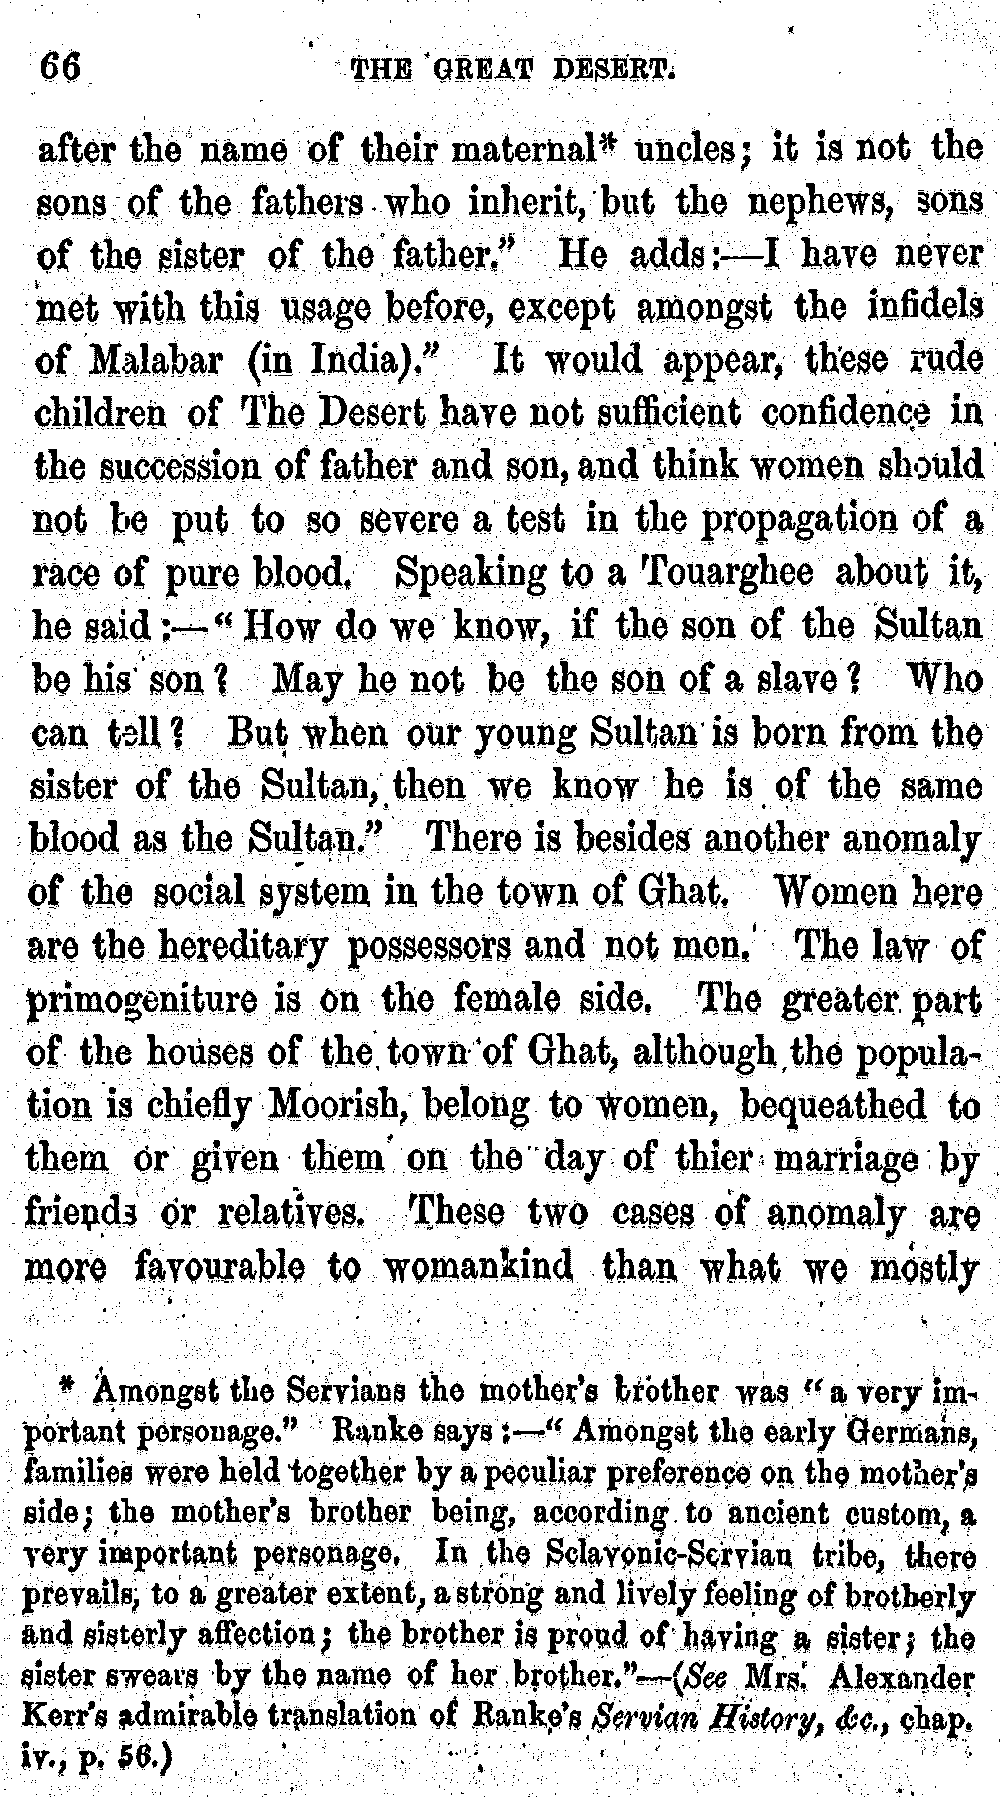 66 THE GREAT DESERT.
after the name of their maternal* uncles; it is not the
sons of the fathers who inherit, but the nephews, sons
of the sister of the father." He adds:—I have never
met with this usage before, except amongst the infidels
of Malabar (in India)." It would appear, these rude
children of The Desert have not sufficient confidence in
the succession of father and son, and think women should
not be put to so severe a test in the propagation of a
race of pure blood. Speaking to a Touarghee about it,
he said:—"How do we know, if the son of the Sultan
be his son? May he not be the son of a slave? Who
can tell? But when our young Sultan is born from the
sister of the Sultan, then we know he is of the same
blood as the Sultan." There is besides another anomaly
of the social system in the town of Ghat. Women here
are the hereditary possessors and not men. The law of
primogeniture is on the female side. The greater part
of the houses of the town of Ghat, although the popula-
tion is chiefly Moorish, belong to women, bequeathed to
them or given them on the day of thier marriage by
friends or relatives. These two cases of anomaly are
more favourable to womankind than what we mostly
* Amongst the Servians the mother's brother was "a very im-
portant personage." Ranke says:—"Amongst the early Germans,
families were held together by a peculiar preference on the mother's
side; the mother's brother being, according to ancient custom, a
very important personage. In the Sclavonic-Servian tribe, there
prevails, to a greater extent, a strong and lively feeling of brotherly
and sisterly affection; the brother is proud of having a sister; the
sister swears by the name of her brother."—(See Mrs. Alexander
Kerr's admirable translation of Ranke's Servian History, &c., chap.
iv., p. 56.)